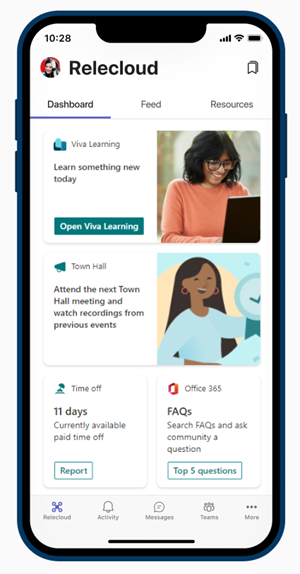 10:28
Relecloud
Dashboard
Feed
Resources
Viva Learning
Learn something new
today
Open Viva Learning
Town Hall
Attend the next Town
Hall meeting and
watch recordings from
previous events
Time off
11 days
Currently available
paid time off
Report
Office 365
FAQs
Search FAQs and ask
community a
question
Top 5 questions
Relecloud
Activity
Messages
Teams
More